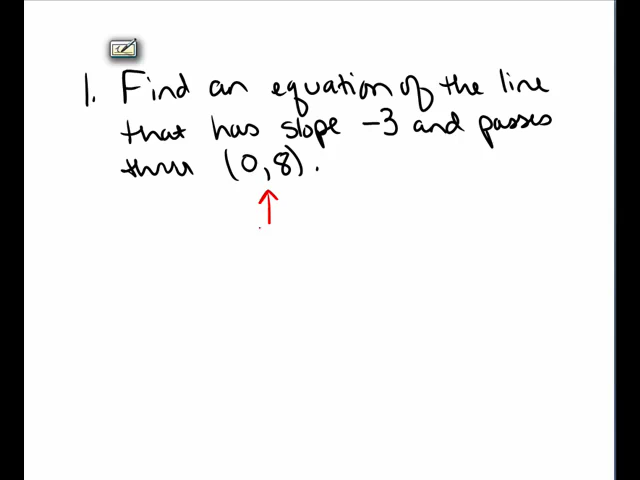 1. Find an equation of the line
that has slope -3 and passes
thru (0,8).